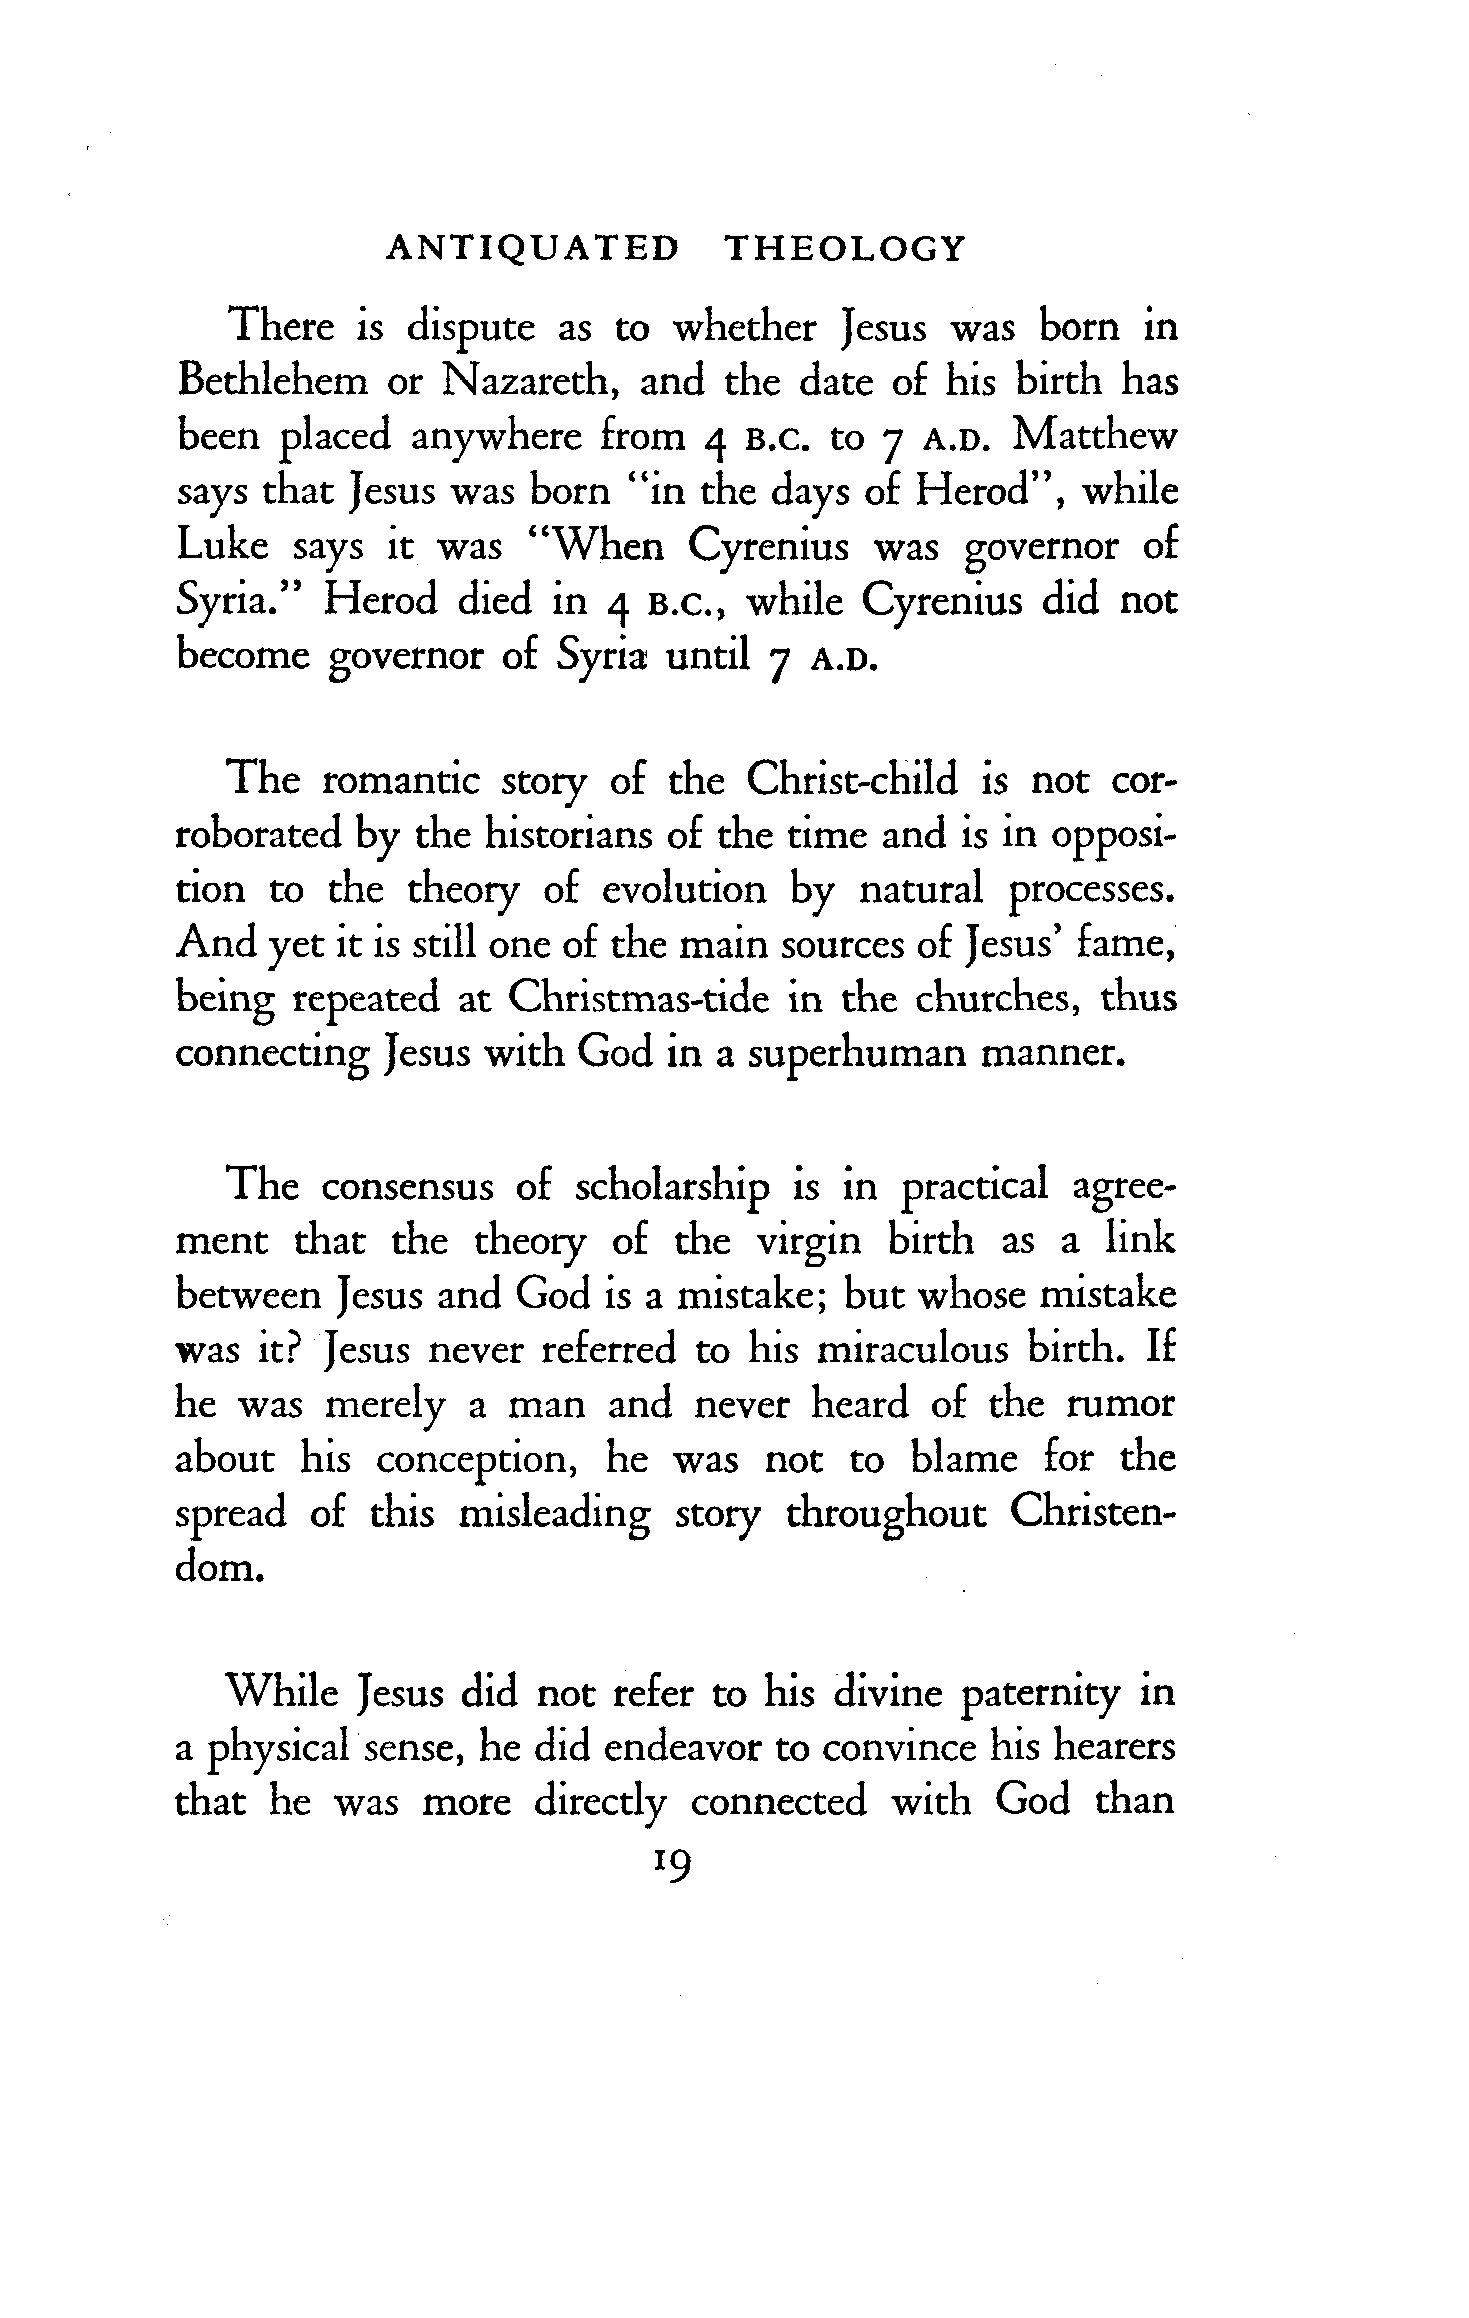 ANTIQUATED THEOLOGY
There is dispute as to whether Jesus was born in
Bethlehem or Nazareth, and the date of his birth has
been placed anywhere from 4 B.C. to 7 A.D. Matthew
says that Jesus was born "in the days of Herod", while
Luke says it was "When Cyrenius was governor of
Syria." Herod died in 4 B.C., while Cyrenius did not
become governor of Syria until 7 A.D.
The romantic story of the Christ-child is not cor-
roborated by the historians of the time and is in opposi-
tion to the theory of evolution by natural processes.
And yet it is still one of the main sources of Jesus' fame,
being repeated at Christmas-tide in the churches, thus
connecting Jesus with God in a superhuman manner.
The consensus of scholarship is in practical agree-
ment that the theory of the virgin birth as a link
between Jesus and God is a mistake; but whose mistake
was it? Jesus never referred to his miraculous birth. If
he was merely a man and never heard of the rumor
about his conception, he was not to blame for the
spread of this misleading story throughout Christen-
dom.
While Jesus did not refer to his divine paternity in
a physical sense, he did endeavor to convince his hearers
that he was more directly connected with God than
19